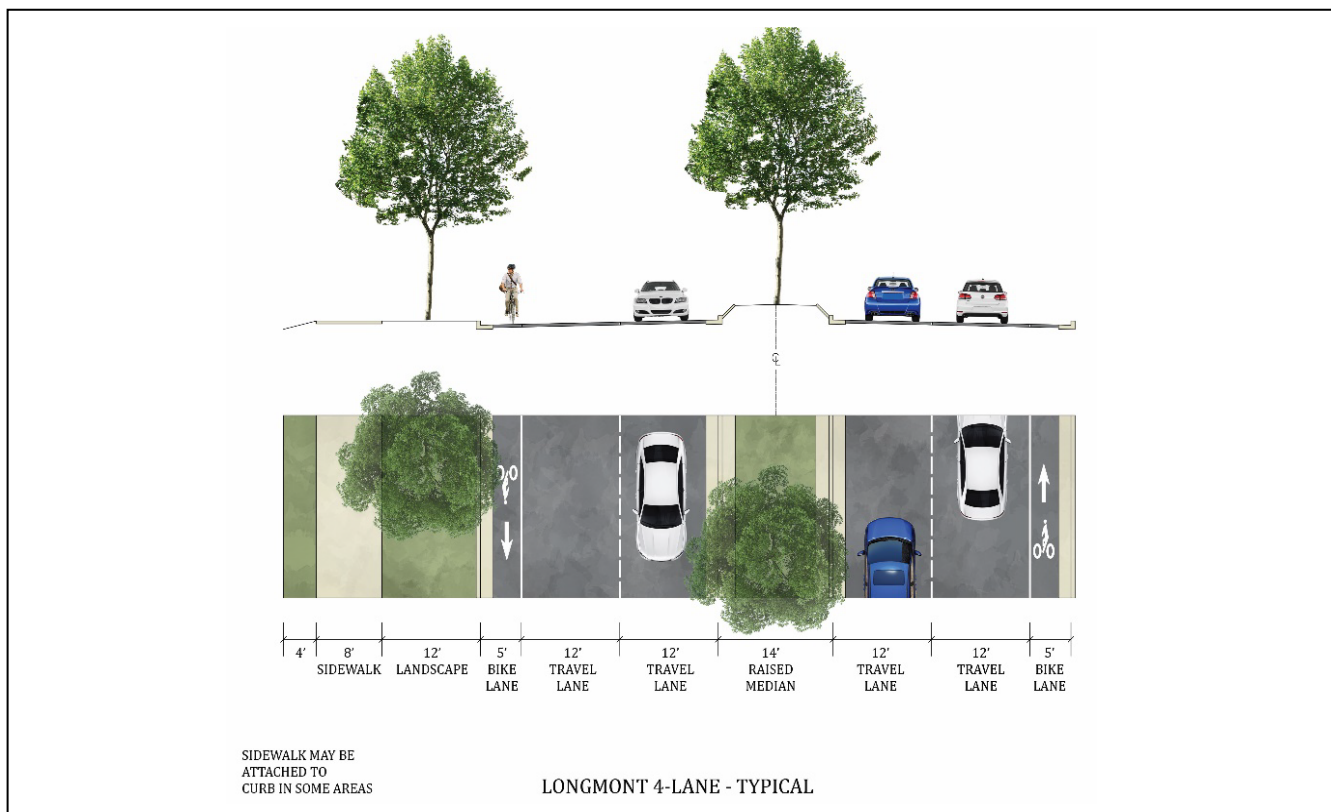 ℄
4'
8'
SIDEWALK
12'
LANDSCAPE
5'
BIKE
LANE
12'
TRAVEL
LANE
12'
TRAVEL
LANE
14'
RAISED
MEDIAN
12'
TRAVEL
LANE
12'
TRAVEL
LANE
5'
BIKE
LANE
SIDEWALK MAY BE
ATTACHED TO
CURB IN SOME AREAS
LONGMONT 4-LANE - TYPICAL